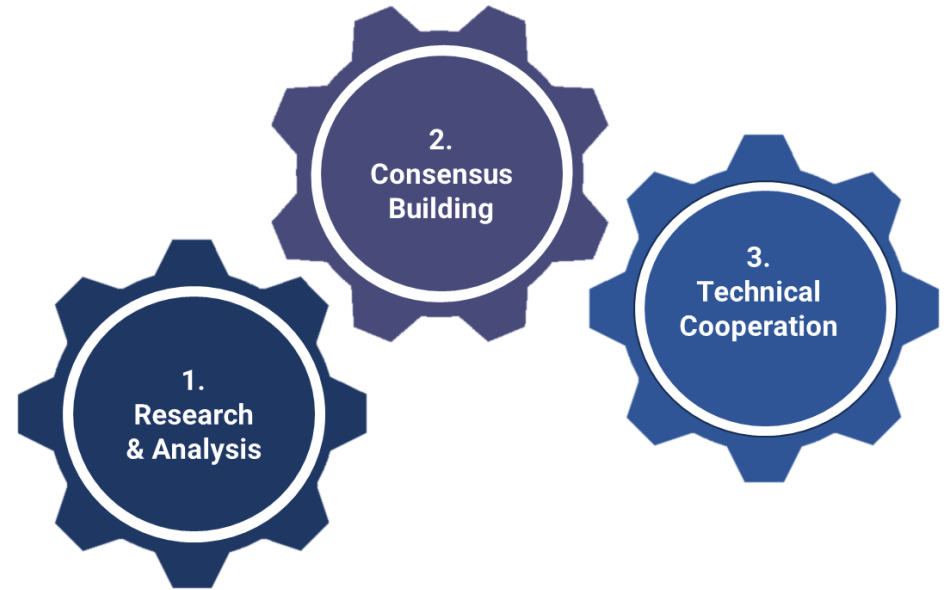 1.
Research
& Analysis
2.
Consensus
Building
3.
Technical
Cooperation